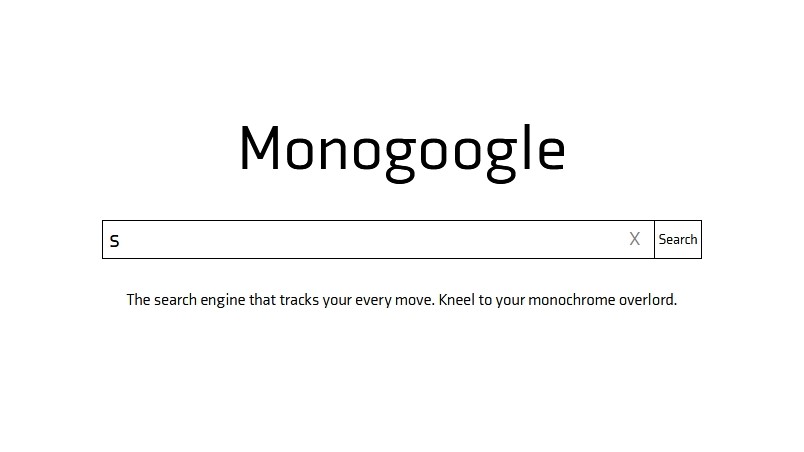 Monogoogle
s
X
Search
The search engine that tracks your every move. Kneel to your monochrome overlord.